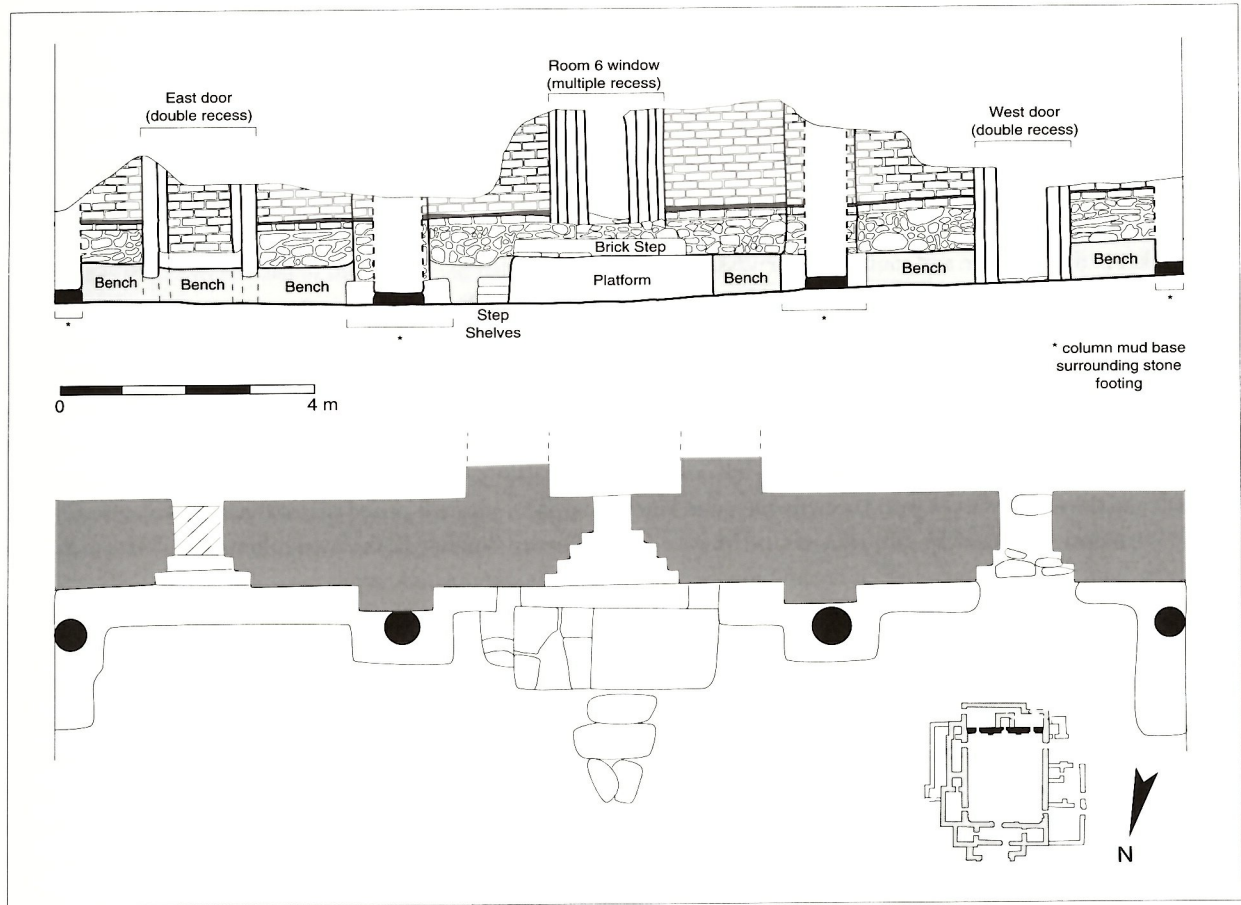 Room 6 window
(multiple recess)
East door
(double recess)
West door
(double recess)
Brick Step
Bench
Bench
Bench
Platform
Bench
Bench
Bench
*
*
Step
Shelves
*
*
* column mud base
surrounding stone
footing
0
4 m
N